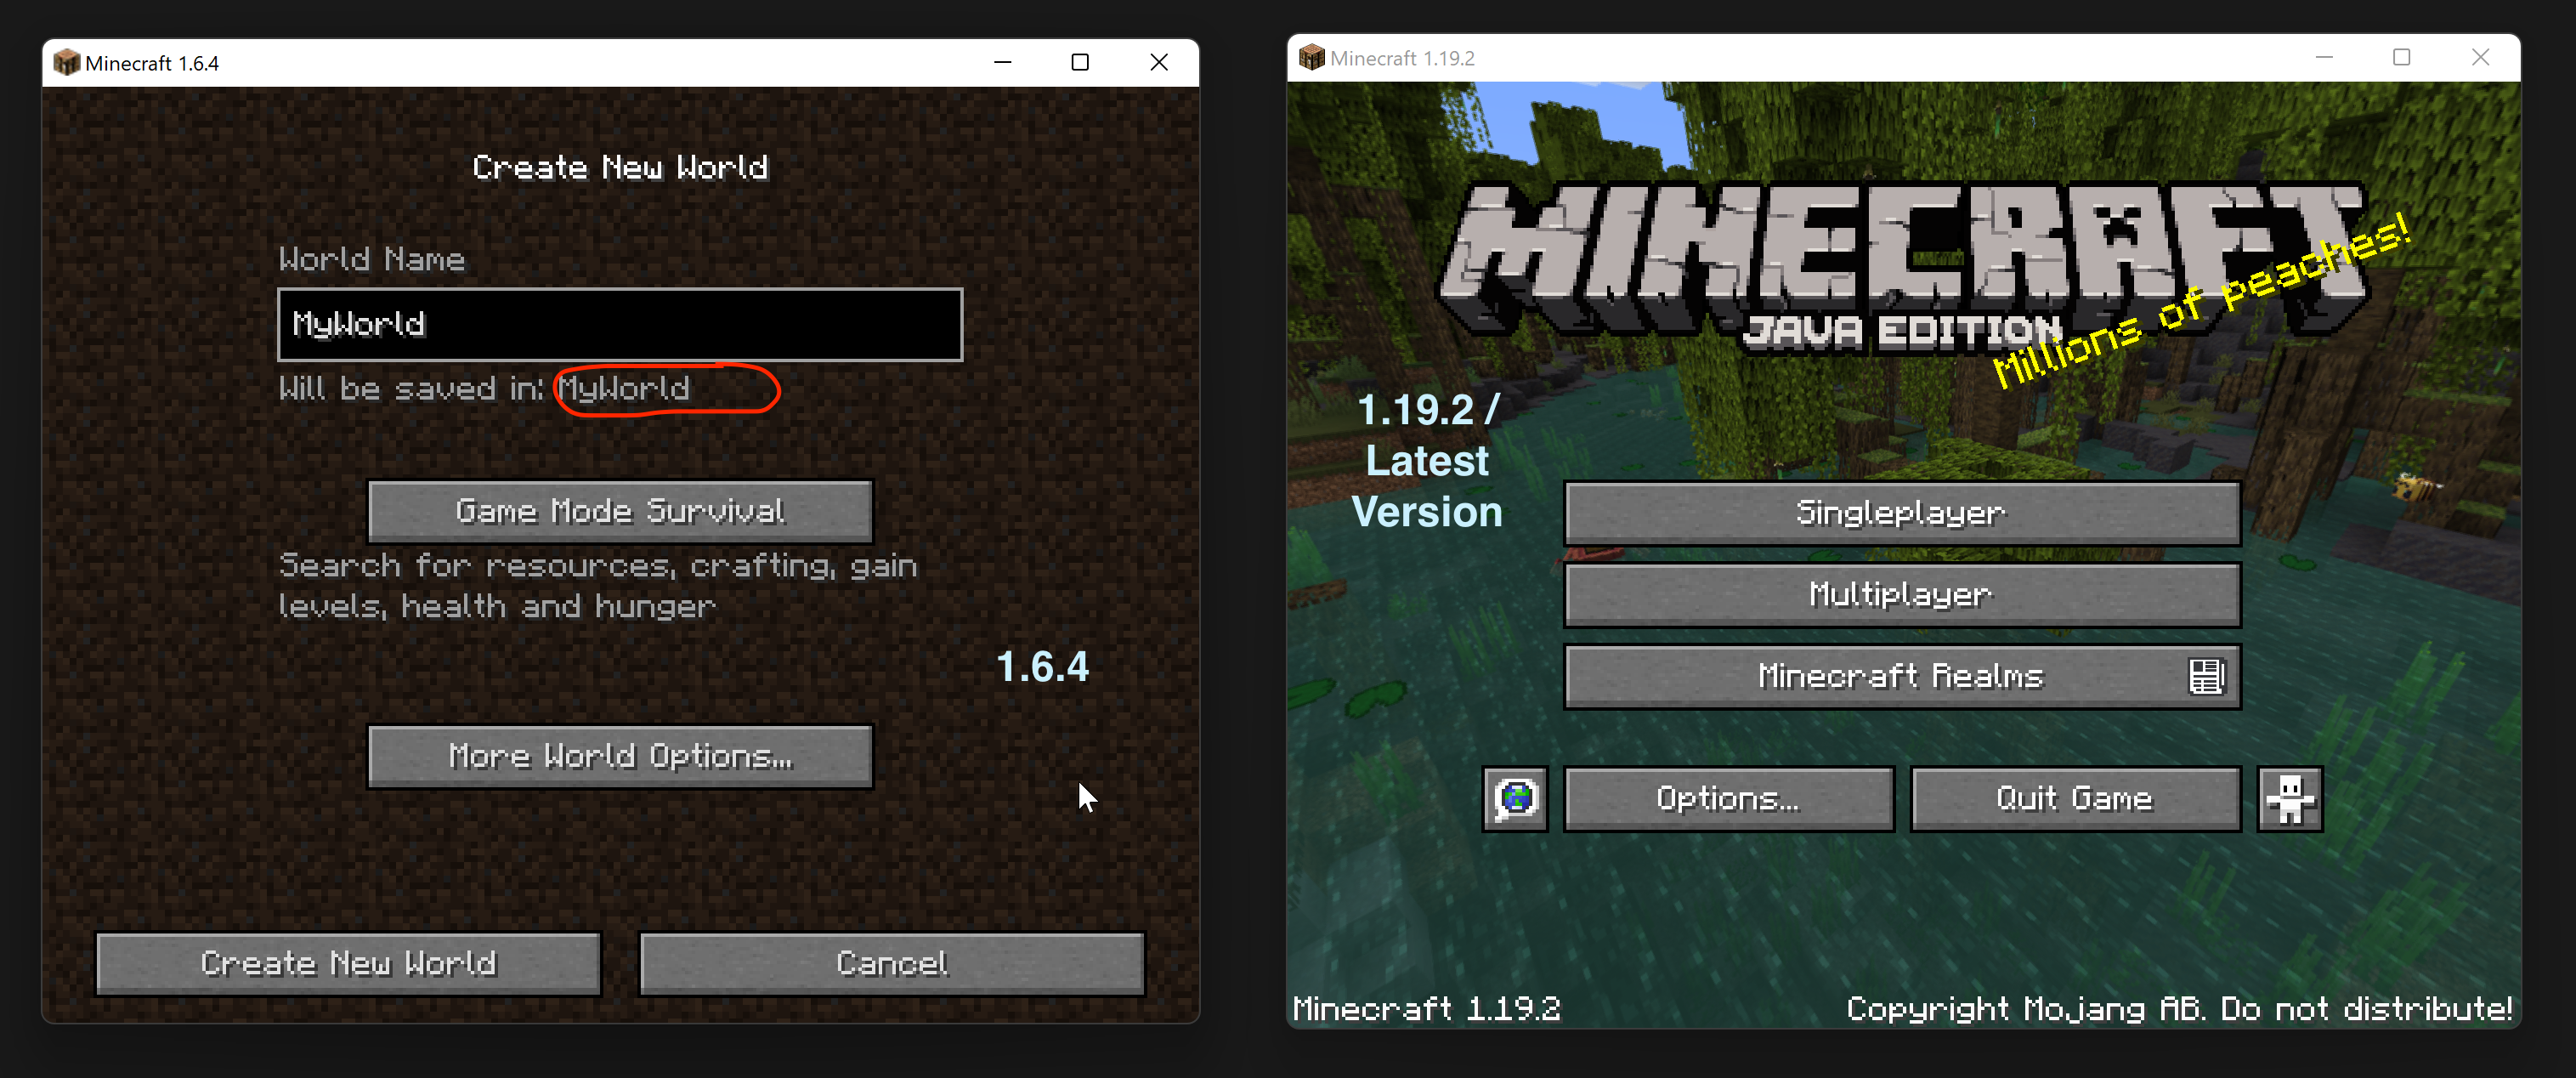 Minecraft 1.6.4
Create New World
World Name
MyWorld
Will be saved in: MyWorld
Game Mode Survival
Search for resources, crafting, gain
levels, health and hunger
1.6.4
More World Options...
Create New World
Cancel
Minecraft 1.19.2
MINECRAFT
JAVA EDITION
Millions of peaches!
1.19.2 /
Latest
Version
Singleplayer
Multiplayer
Minecraft Realms
Options...
Quit Game
Minecraft 1.19.2
Copyright Mojang AB. Do not distribute!